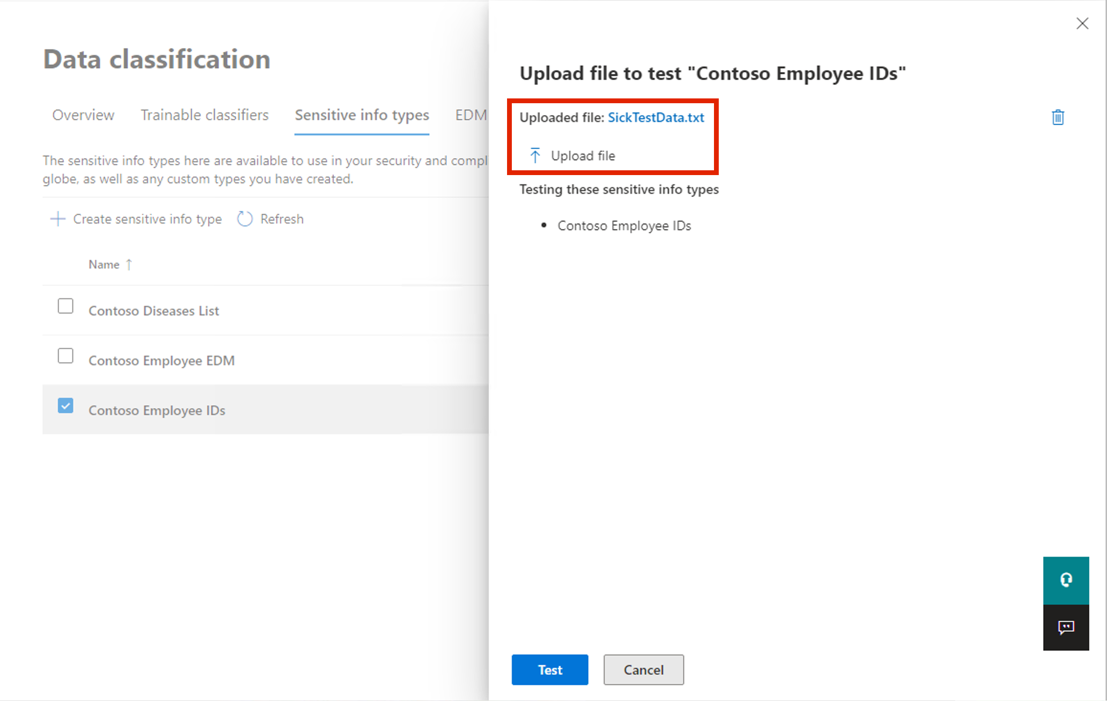 Data classification
Overview Trainable classifiers Sensitive info types EDM
The sensitive info types here are available to use in your security and compl
globe, as well as any custom types you have created.
Create sensitive info type Refresh
Name ↑
Contoso Diseases List
Contoso Employee EDM
Contoso Employee IDs
Upload file to test "Contoso Employee IDs"
Uploaded file: SickTestData.txt
Upload file
Testing these sensitive info types
• Contoso Employee IDs
Test Cancel